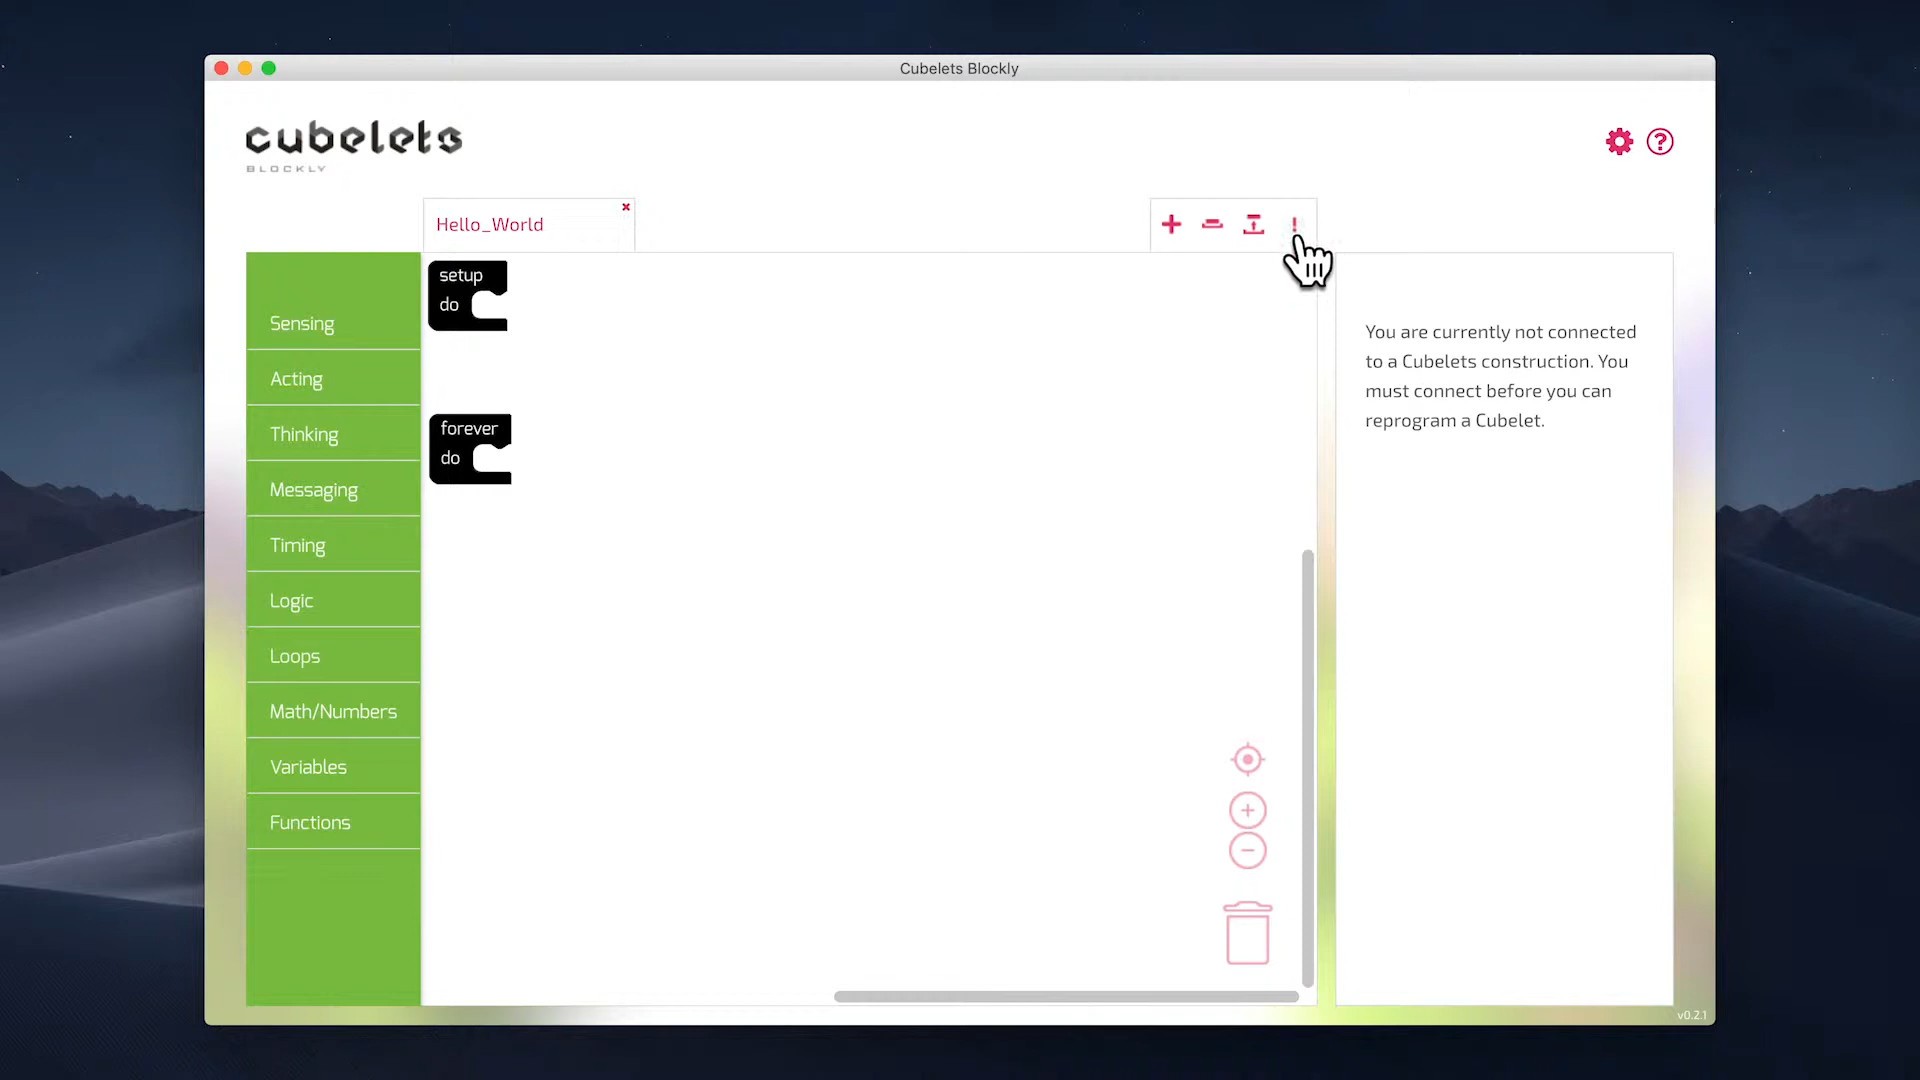 Cubelets Blockly
cubelets
BLOCKLY
Hello_World
setup
do
forever
do
Sensing
Acting
Thinking
Messaging
Timing
Logic
Loops
Math/Numbers
Variables
Functions
You are currently not connected
to a Cubelets construction. You
must connect before you can
reprogram a Cubelet.
v0.2.1